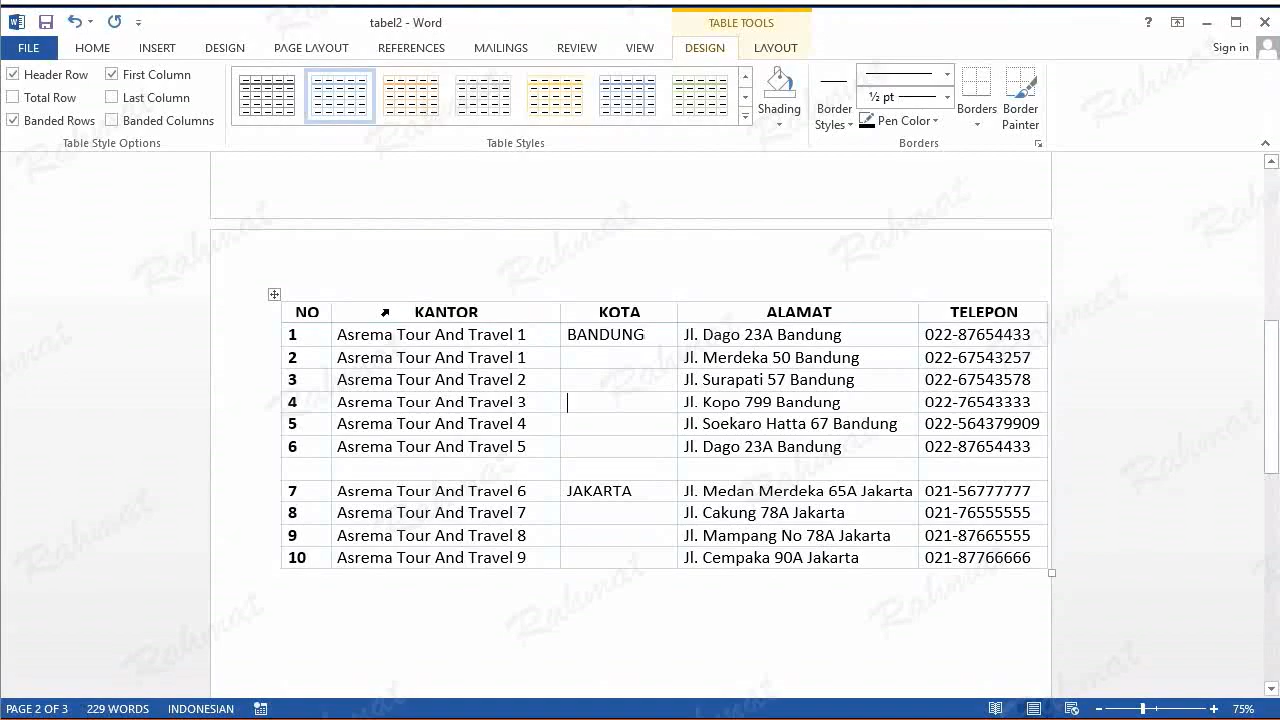 tabel2 - Word
TABLE TOOLS
FILE HOME INSERT DESIGN PAGE LAYOUT REFERENCES MAILINGS REVIEW VIEW DESIGN LAYOUT Sign in
Header Row First Column
Total Row Last Column
Banded Rows Banded Columns
Table Style Options
Table Styles
Shading
Border Styles
½ pt
Pen Color
Borders
Border Painter
Borders
NO KANTOR KOTA ALAMAT TELEPON
1 Asrema Tour And Travel 1 BANDUNG Jl. Dago 23A Bandung 022-87654433
2 Asrema Tour And Travel 1 Jl. Merdeka 50 Bandung 022-67543257
3 Asrema Tour And Travel 2 Jl. Surapati 57 Bandung 022-67543578
4 Asrema Tour And Travel 3 Jl. Kopo 799 Bandung 022-76543333
5 Asrema Tour And Travel 4 Jl. Soekaro Hatta 67 Bandung 022-564379909
6 Asrema Tour And Travel 5 Jl. Dago 23A Bandung 022-87654433
7 Asrema Tour And Travel 6 JAKARTA Jl. Medan Merdeka 65A Jakarta 021-56777777
8 Asrema Tour And Travel 7 Jl. Cakung 78A Jakarta 021-76555555
9 Asrema Tour And Travel 8 Jl. Mampang No 78A Jakarta 021-87665555
10 Asrema Tour And Travel 9 Jl. Cempaka 90A Jakarta 021-87766666
Rahmat
PAGE 2 OF 3 229 WORDS INDONESIAN 75%